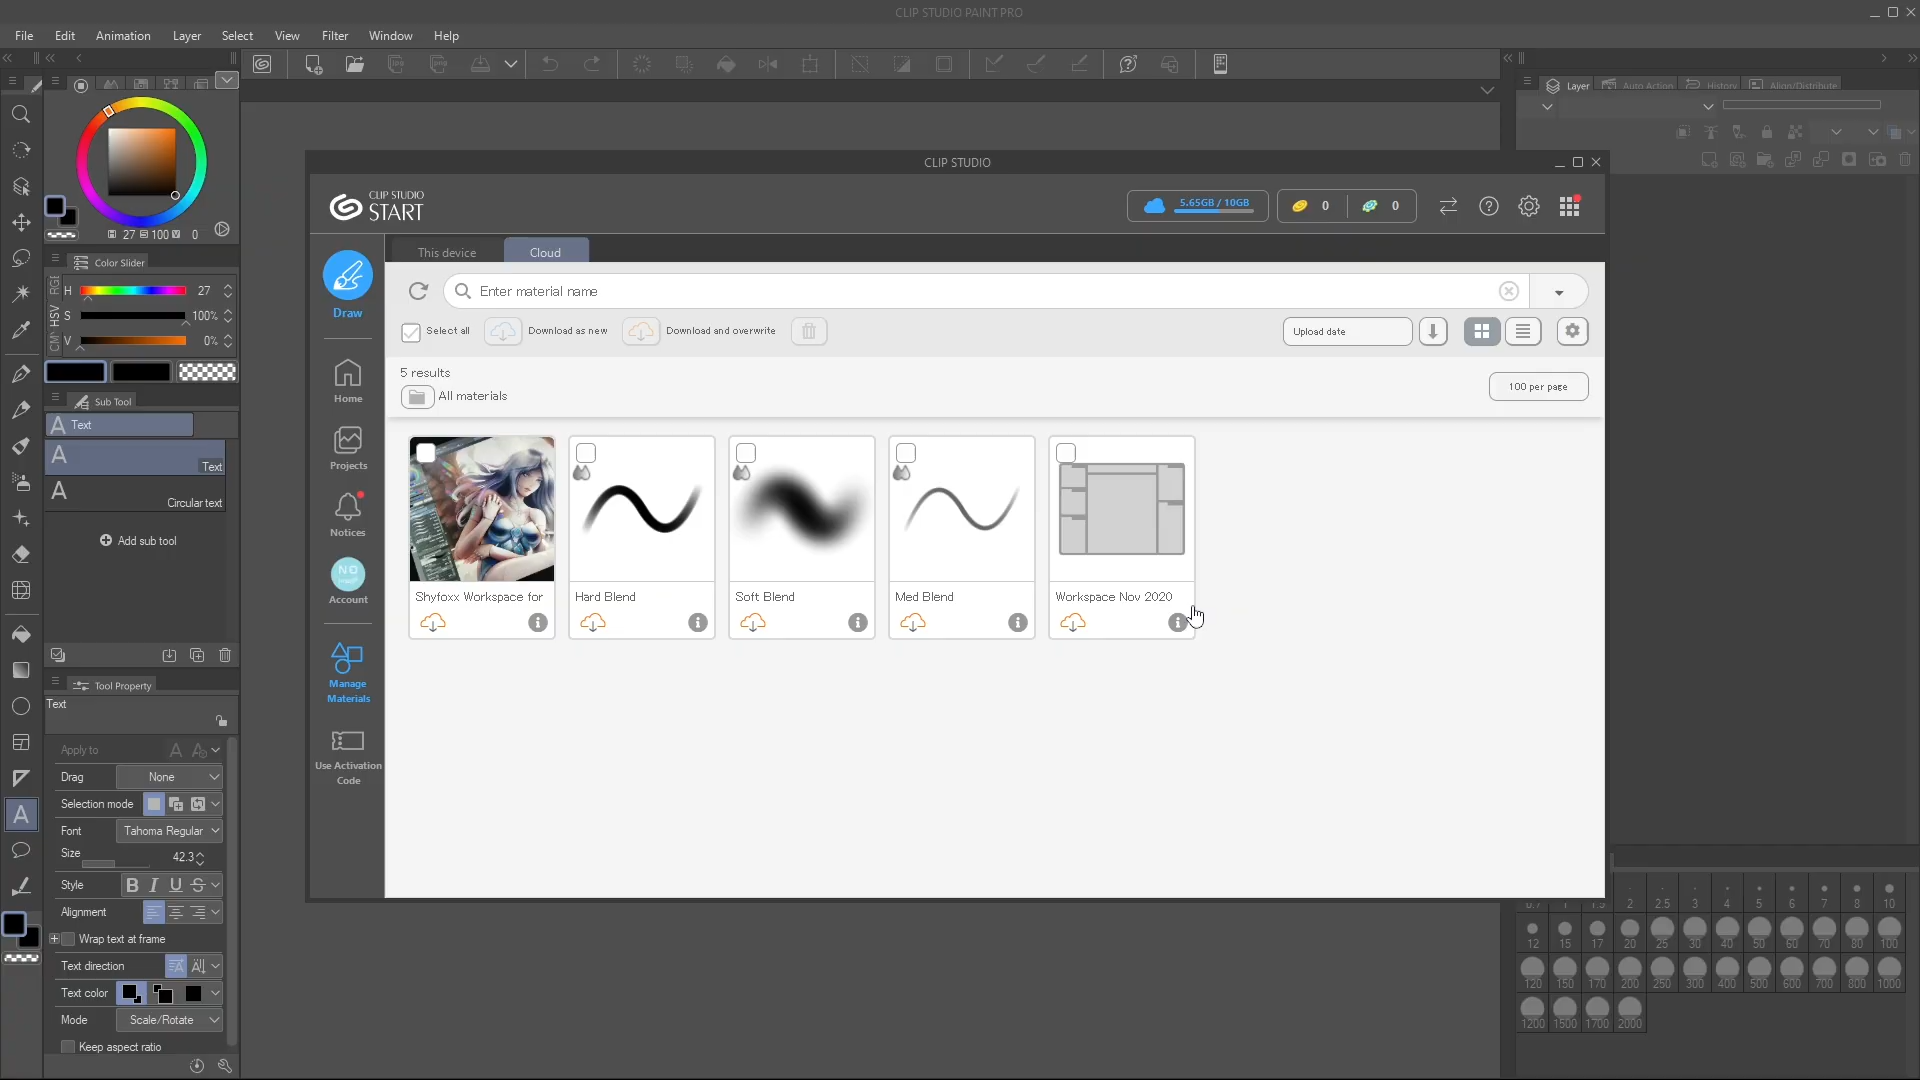 CLIP STUDIO PAINT PRO
File Edit Animation Layer Select View Filter Window Help
Layer Auto Action History Align/Distribute
27 100 0
Color Slider
RGB
HSV
H 27
S 100%
V 0%
Sub Tool
Text
Text
Circular text
Add sub tool
Tool Property
Text
Apply to
Drag None
Selection mode
Font Tahoma Regular
Size 42.3
Style B I U S
Alignment
Wrap text at frame
Text direction
Text color
Mode Scale/Rotate
Keep aspect ratio
CLIP STUDIO
CLIP STUDIO
START
5.65GB / 10GB
0 0
Draw
Home
Projects
Notices
Account
Manage
Materials
Use Activation
Code
This device Cloud
Enter material name
Select all Download as new Download and overwrite
Upload date
5 results
All materials
100 per page
Shyfoxx Workspace for
Hard Blend
Soft Blend
Med Blend
Workspace Nov 2020
0.7 1 1.5 2 2.5 3 4 5 6 7 8 10
12 15 17 20 25 30 40 50 60 70 80 100
120 150 170 200 250 300 400 500 600 700 800 1000
1200 1500 1700 2000